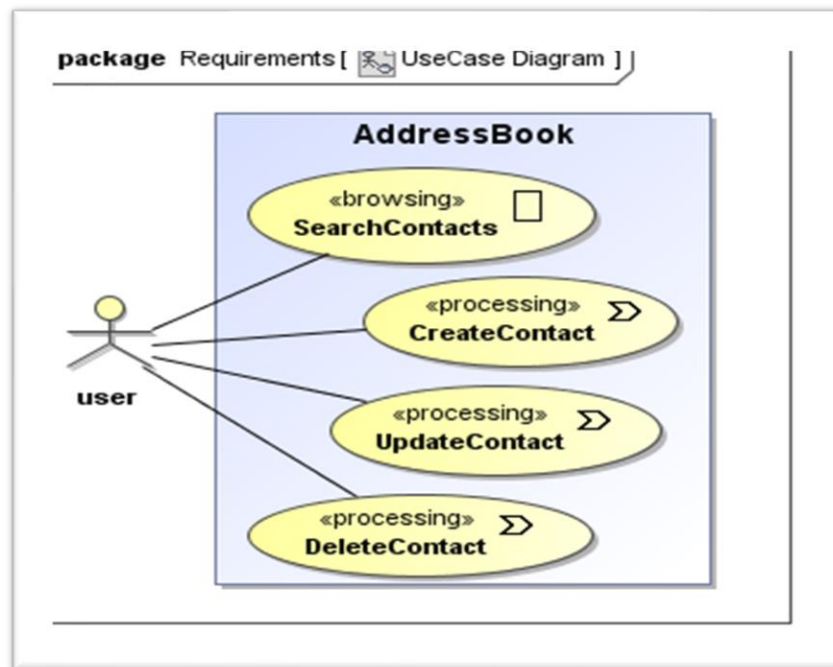 package Requirements [ UseCase Diagram ]
AddressBook
«browsing»
SearchContacts
«processing»
CreateContact
«processing»
UpdateContact
«processing»
DeleteContact
user